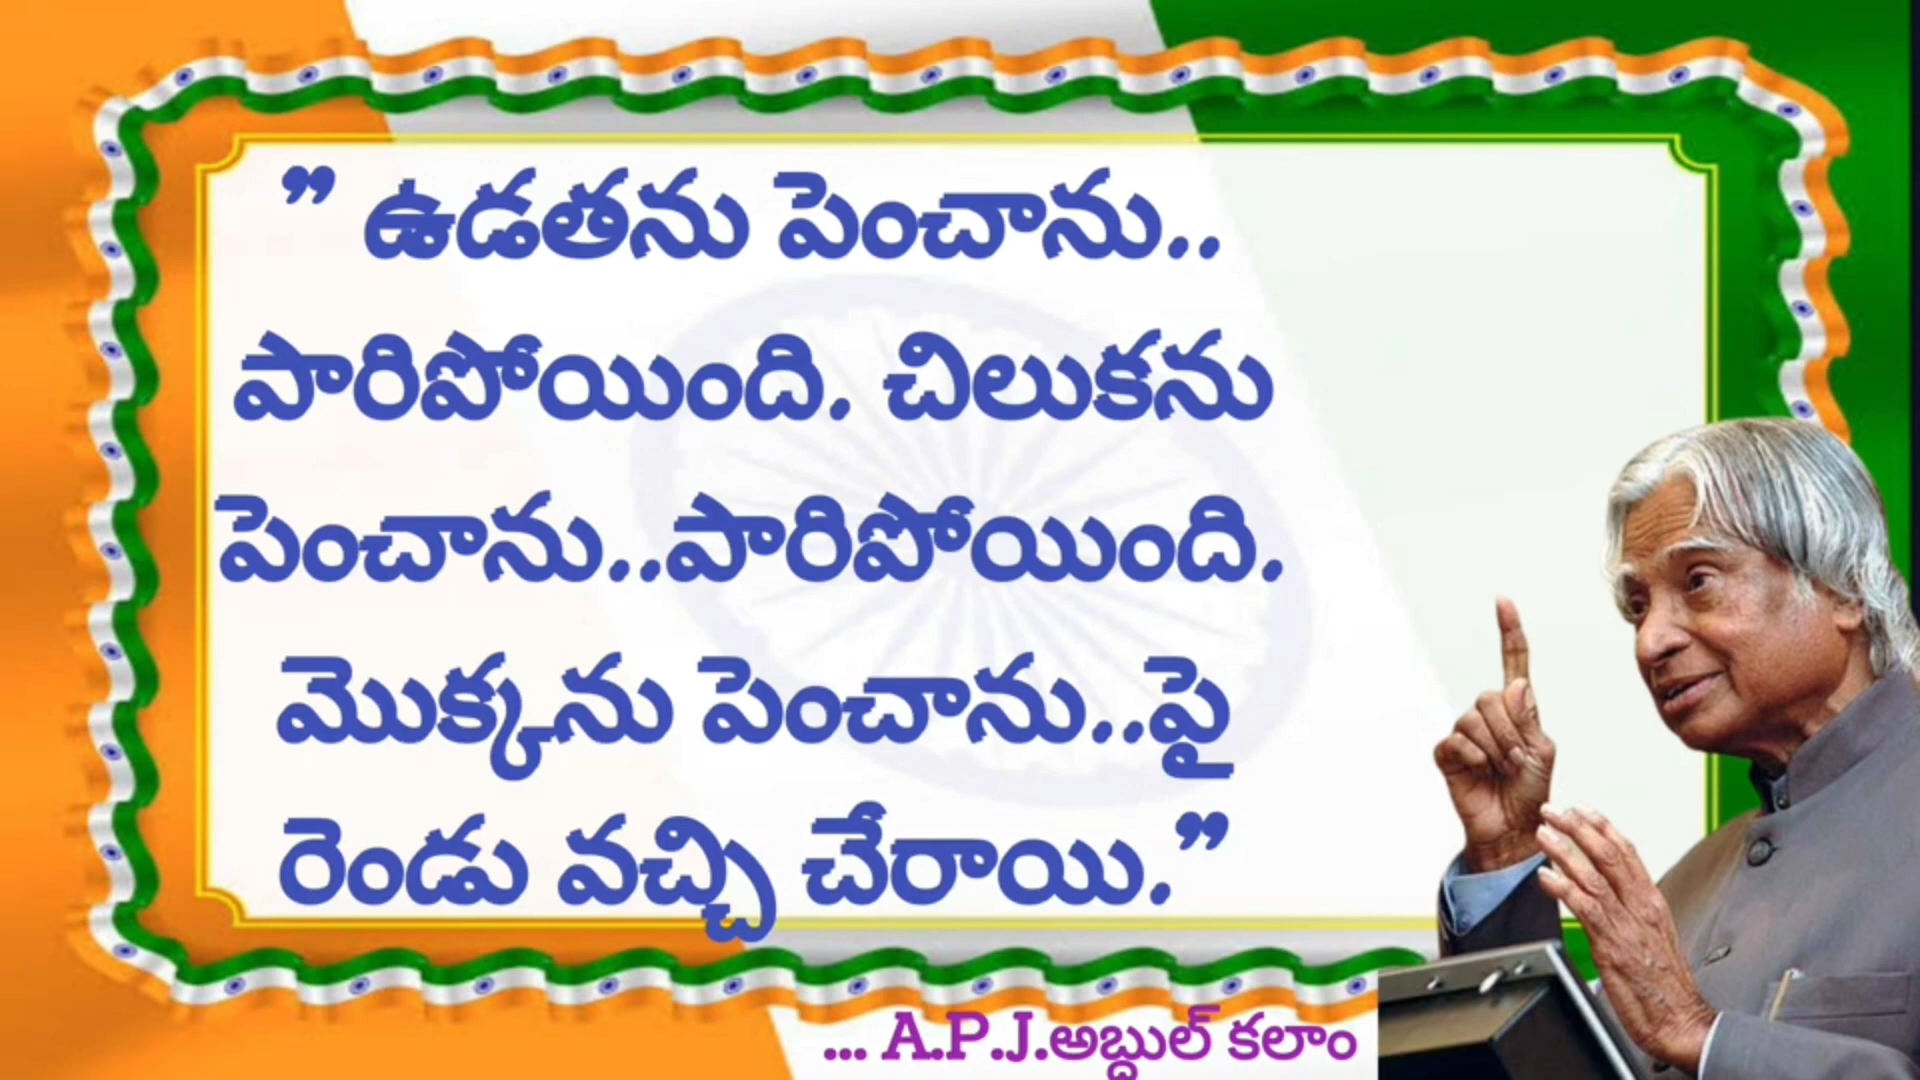 ” ఉడతను పెంచాను..
పారిపోయింది. చిలుకను
పెంచాను..పారిపోయింది.
మొక్కను పెంచాను..పై
రెండు వచ్చి చేరాయి.”
... A.P.J.అబ్దుల్ కలాం